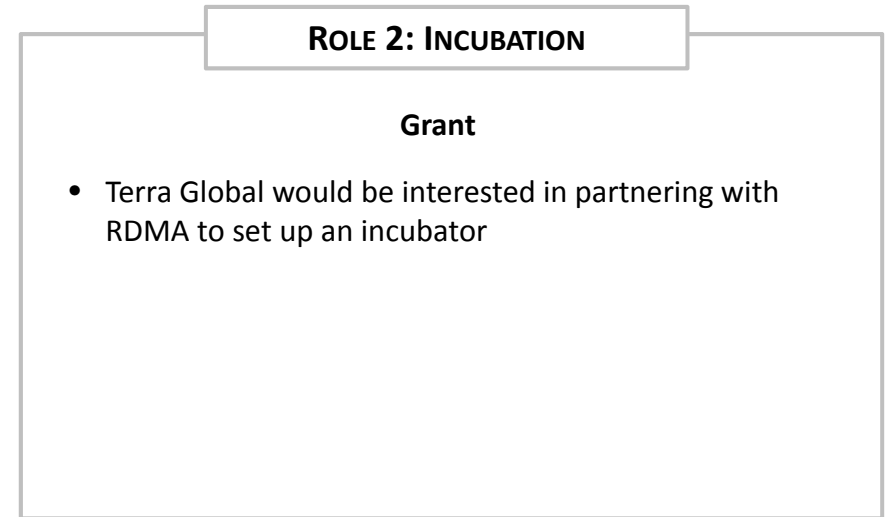 ROLE 2: INCUBATION
Grant
• Terra Global would be interested in partnering with
RDMA to set up an incubator